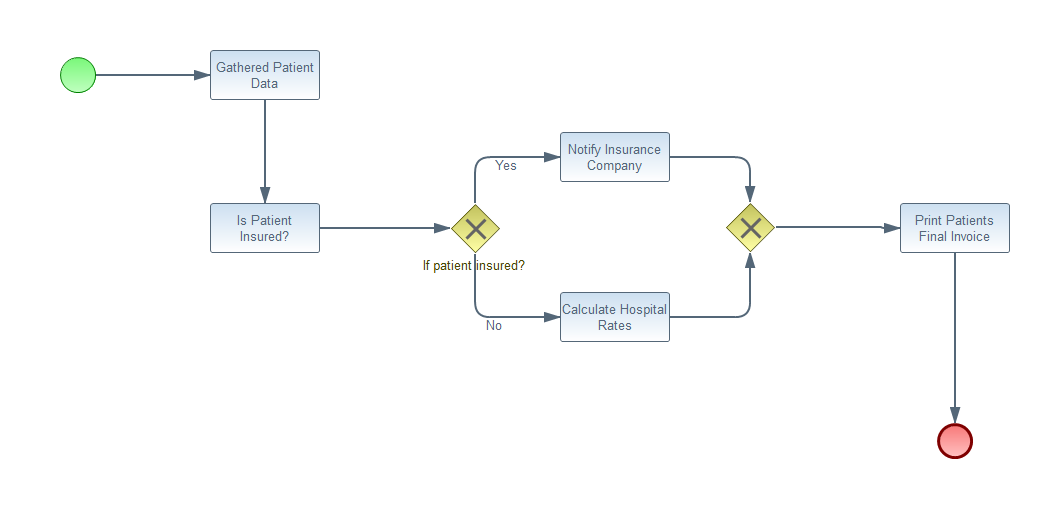 Gathered Patient
Data
Is Patient
Insured?
If patient insured?
Yes
Notify Insurance
Company
No
Calculate Hospital
Rates
Print Patients
Final Invoice